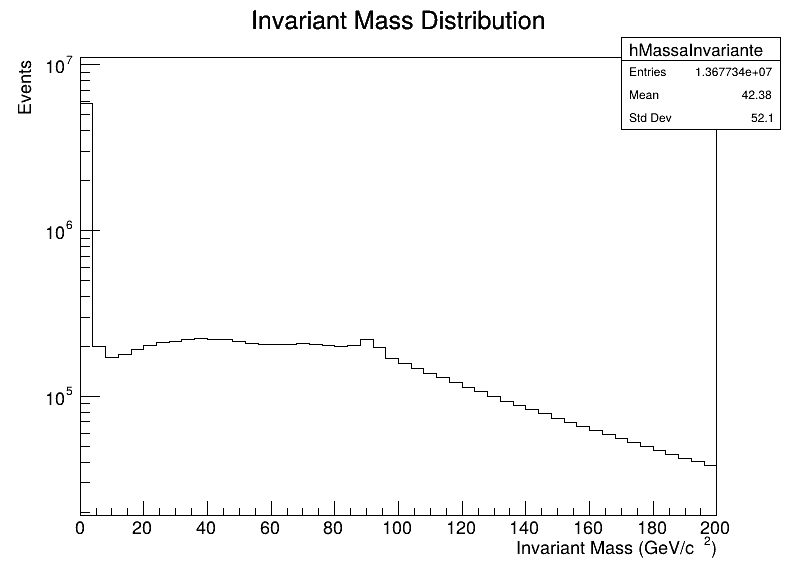 Invariant Mass Distribution
hMassaInvariante
Entries 1.367734e+07
Mean 42.38
Std Dev 52.1
Events
10^7
10^6
10^5
0 20 40 60 80 100 120 140 160 180 200
Invariant Mass (GeV/c ^2)